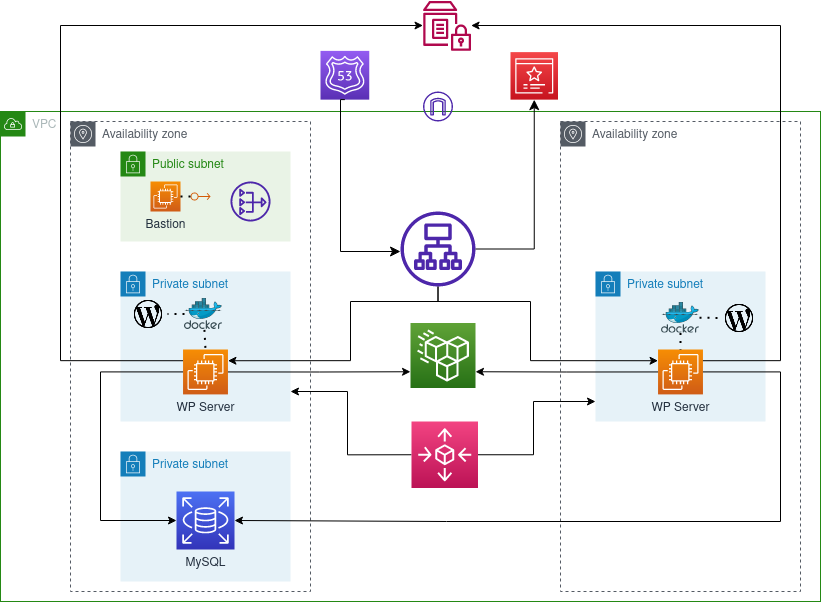 53
VPC
Availability zone
Availability zone
Public subnet
Bastion
Private subnet
Private subnet
docker
docker
WP Server
WP Server
Private subnet
MySQL